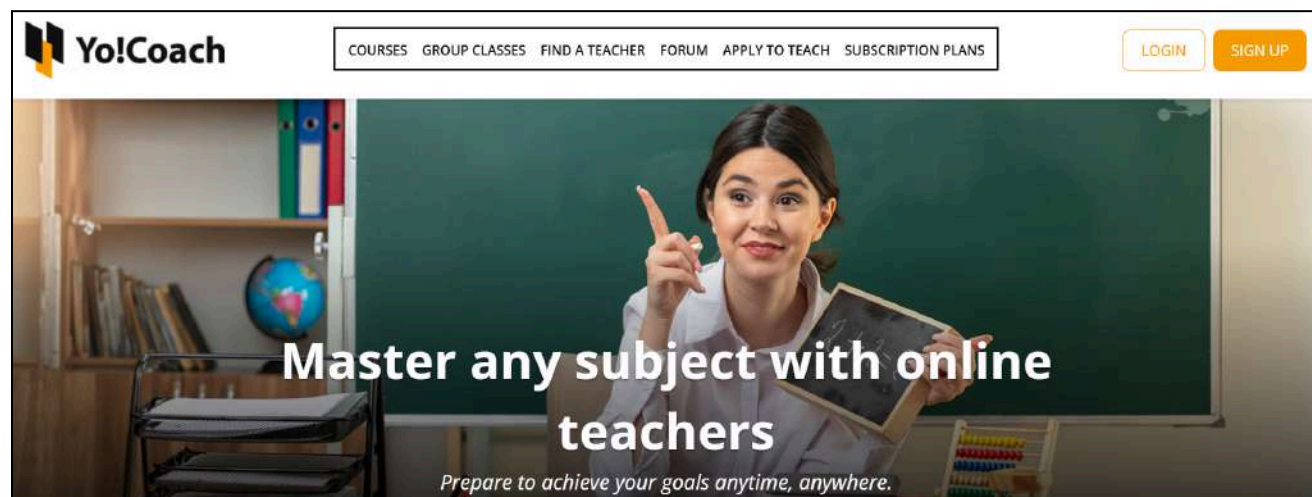 Yo!Coach
COURSES GROUP CLASSES FIND A TEACHER FORUM APPLY TO TEACH SUBSCRIPTION PLANS
LOGIN SIGN UP
Master any subject with online
teachers
Prepare to achieve your goals anytime, anywhere.